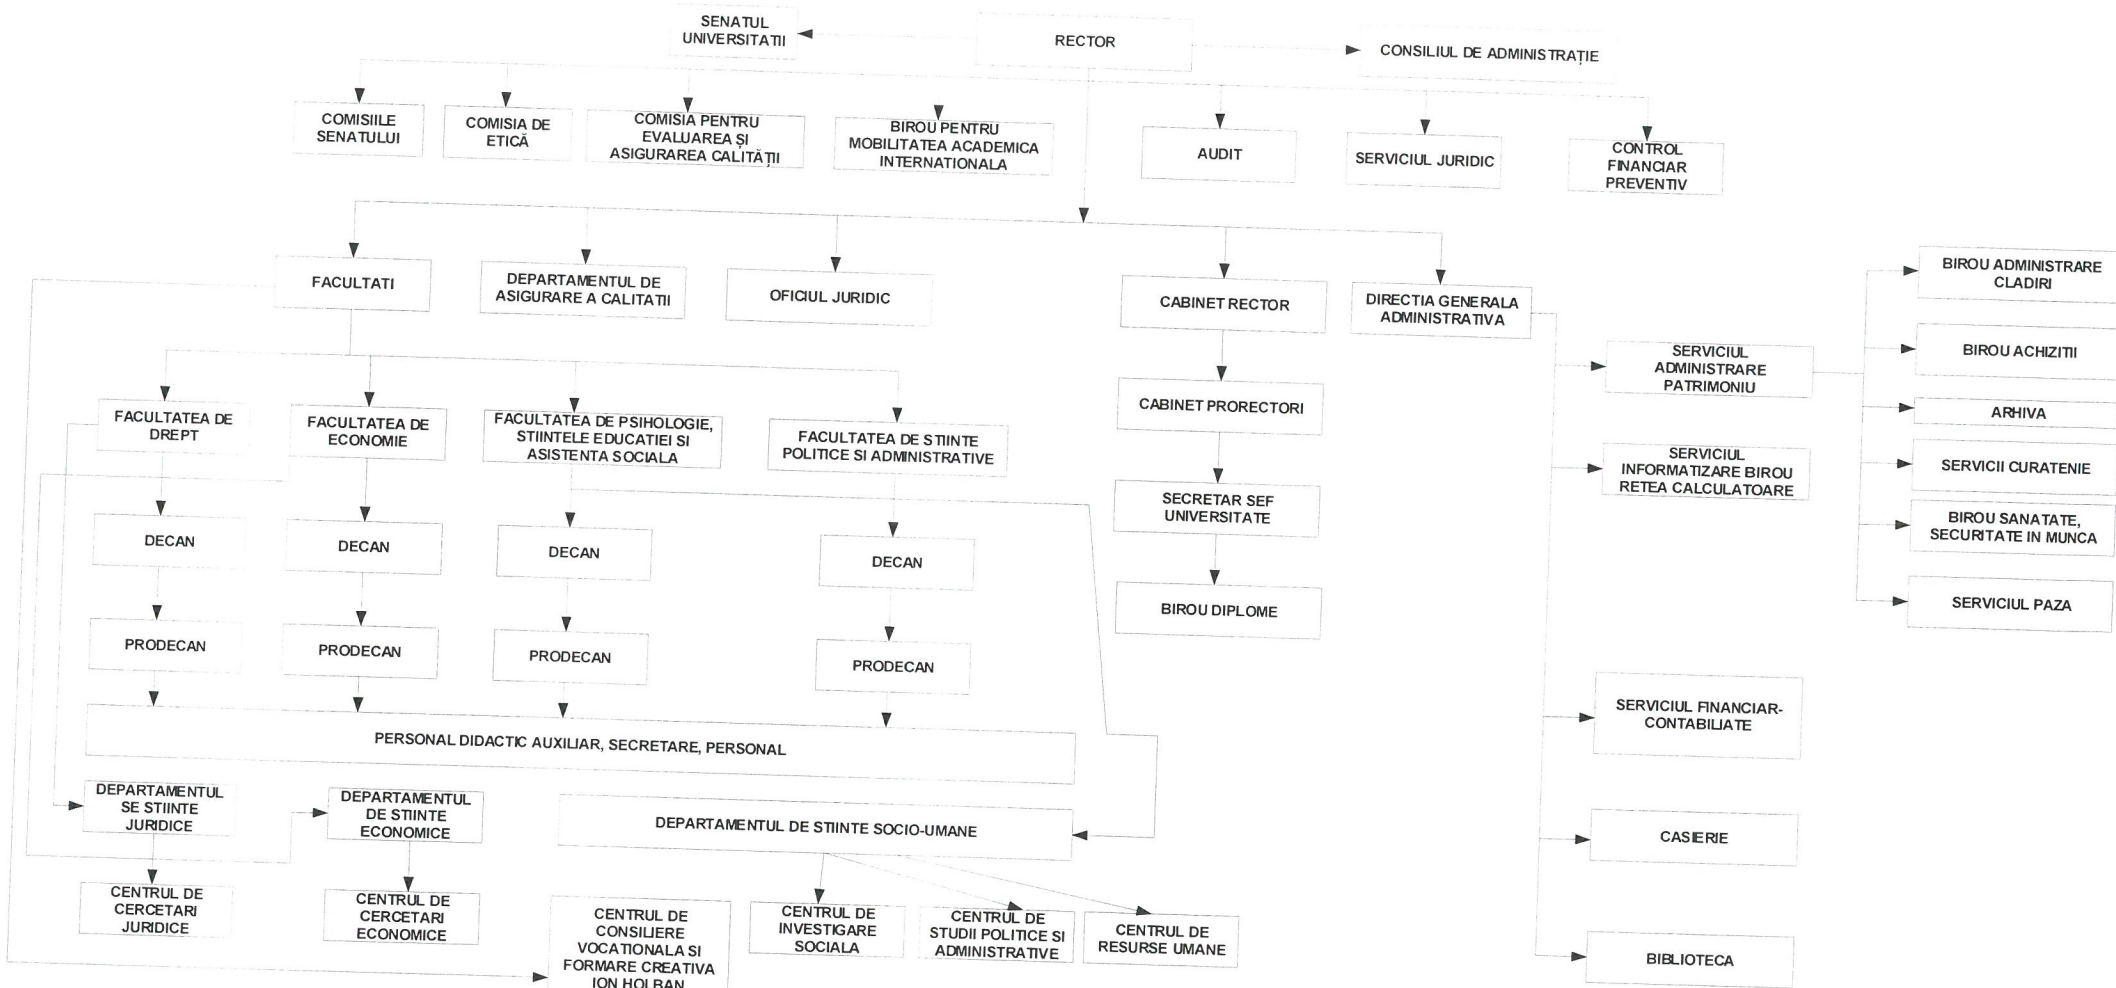 SENATUL
UNIVERSITATII
RECTOR
CONSILIUL DE ADMINISTRAȚIE
COMISIILE
SENATULUI
COMISIA DE
ETICĂ
COMISIA PENTRU
EVALUAREA ȘI
ASIGURAREA CALITĂȚII
BIROU PENTRU
MOBILITATEA ACADEMICA
INTERNATIONALA
AUDIT
SERVICIUL JURIDIC
CONTROL
FINANCIAR
PREVENTIV
FACULTATI
DEPARTAMENTUL DE
ASIGURARE A CALITATII
OFICIUL JURIDIC
CABINET RECTOR
DIRECTIA GENERALA
ADMINISTRATIVA
BIROU ADMINISTRARE
CLADIRI
SERVICIUL
ADMINISTRARE
PATRIMONIU
BIROU ACHIZITII
ARHIVA
CABINET PRORECTORI
FACULTATEA DE
DREPT
FACULTATEA DE
ECONOMIE
FACULTATEA DE PSIHOLOGIE,
STIINTELE EDUCATIEI SI
ASISTENTA SOCIALA
FACULTATEA DE STIINTE
POLITICE SI ADMINISTRATIVE
SERVICIUL
INFORMATIZARE BIROU
RETEA CALCULATOARE
SERVICII CURATENIE
SECRETAR SEF
UNIVERSITATE
BIROU SANATATE,
SECURITATE IN MUNCA
DECAN
DECAN
DECAN
DECAN
BIROU DIPLOME
SERVICIUL PAZA
PRODECAN
PRODECAN
PRODECAN
PRODECAN
SERVICIUL FINANCIAR-
CONTABILIATE
PERSONAL DIDACTIC AUXILIAR, SECRETARE, PERSONAL
DEPARTAMENTUL
SE STIINTE
JURIDICE
DEPARTAMENTUL
DE STIINTE
ECONOMICE
DEPARTAMENTUL DE STIINTE SOCIO-UMANE
CASIERIE
CENTRUL DE
CERCETARI
JURIDICE
CENTRUL DE
CERCETARI
ECONOMICE
CENTRUL DE
CONSILIERE
VOCATIONALA SI
FORMARE CREATIVA
ION HOLBAN
CENTRUL DE
INVESTIGARE
SOCIALA
CENTRUL DE
STUDII POLITICE SI
ADMINISTRATIVE
CENTRUL DE
RESURSE UMANE
BIBLIOTECA